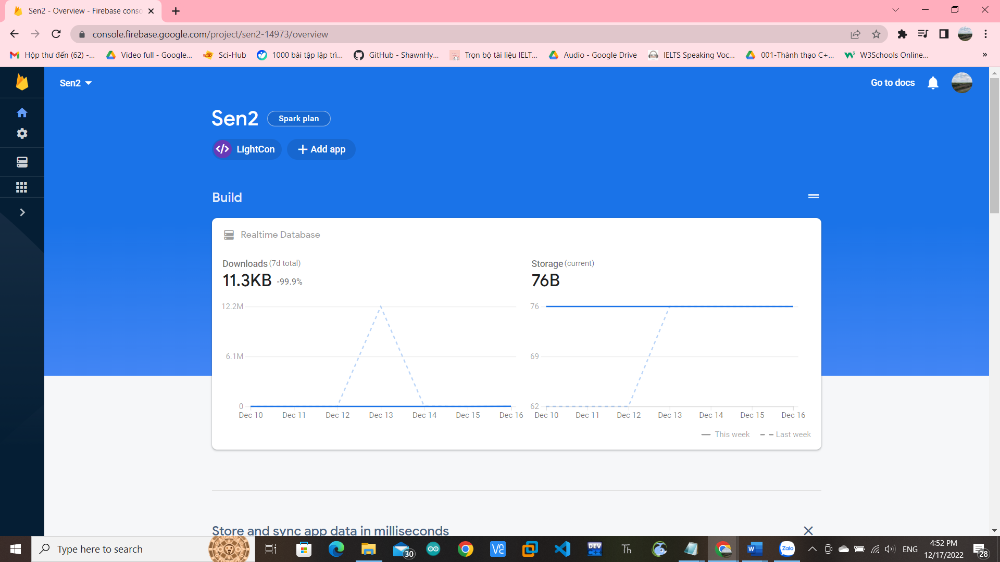 Sen2 - Overview - Firebase consc
console.firebase.google.com/project/sen2-14973/overview
Hộp thư đến (62) -... Video full - Google... Sci-Hub 1000 bài tập lập trì... GitHub - ShawnHy... Trọn bộ tài liệu IELT... Audio - Google Drive IELTS Speaking Voc... 001-Thành thạo C+... W3Schools Online... »
Sen2 Go to docs
Sen2 Spark plan
LightCon Add app
Build
Realtime Database
Downloads (7d total) Storage (current)
11.3KB -99.9% 76B
12.2M 76
6.1M 69
0 62
Dec 10 Dec 11 Dec 12 Dec 13 Dec 14 Dec 15 Dec 16 Dec 10 Dec 11 Dec 12 Dec 13 Dec 14 Dec 15 Dec 16
This week Last week
Store and sync app data in milliseconds
Type here to search 30 DEV Th W Zalo ENG 4:52 PM
12/17/2022 28